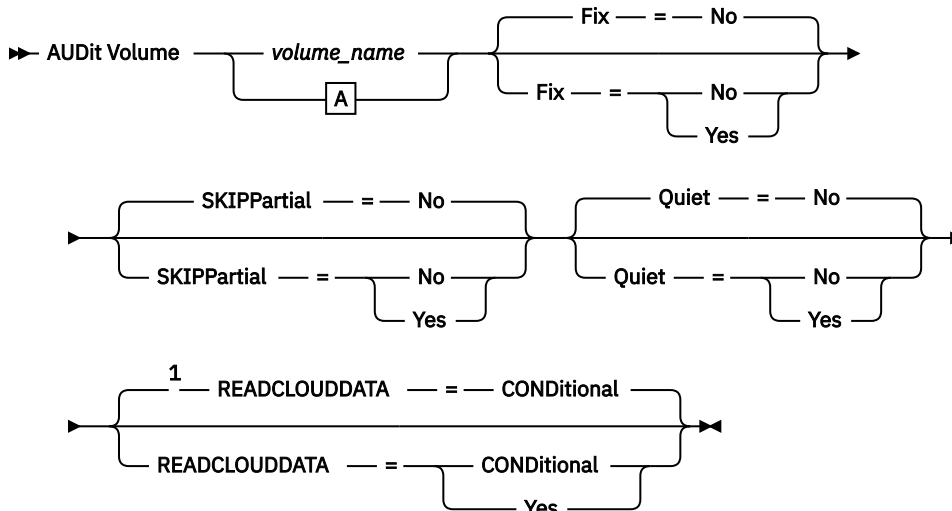 Fix = No
AUDit Volume volume_name
A
Fix = No
Yes
SKIPPartial = No Quiet = No
SKIPPartial = No Quiet = No
Yes Yes
1 READCLOUDDATA = CONDitional
READCLOUDDATA = CONDitional
Yes